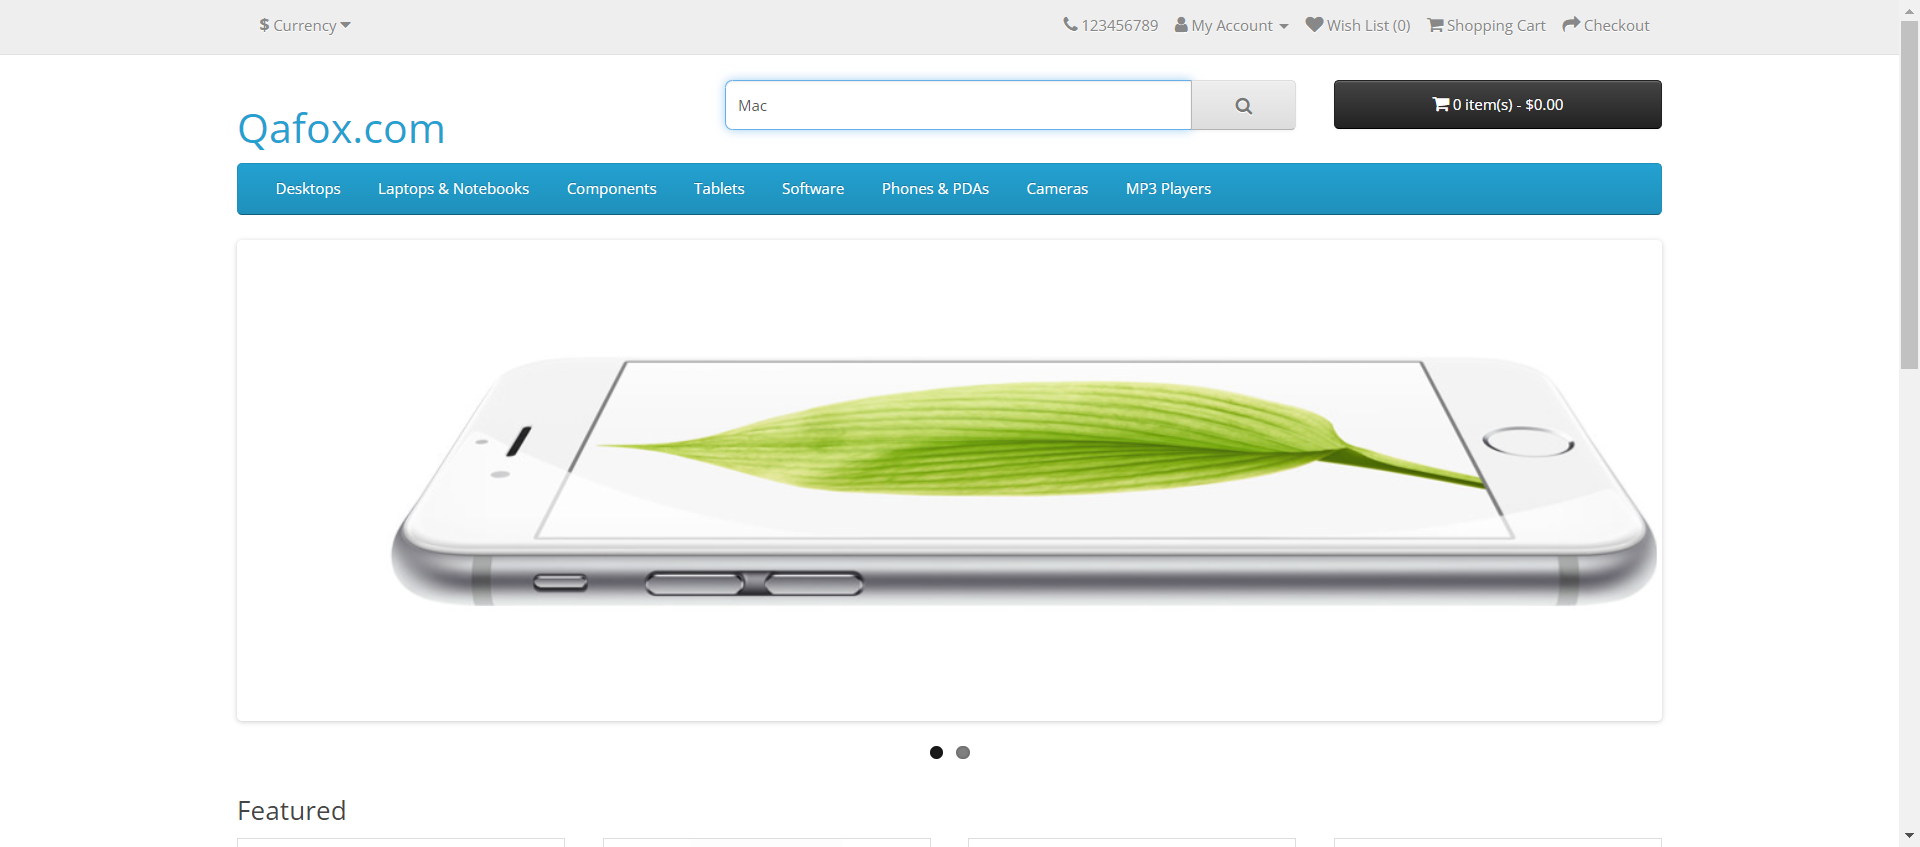 $ Currency
123456789 My Account Wish List (0) Shopping Cart Checkout
Qafox.com
Mac
0 item(s) - $0.00
Desktops Laptops & Notebooks Components Tablets Software Phones & PDAs Cameras MP3 Players
Featured